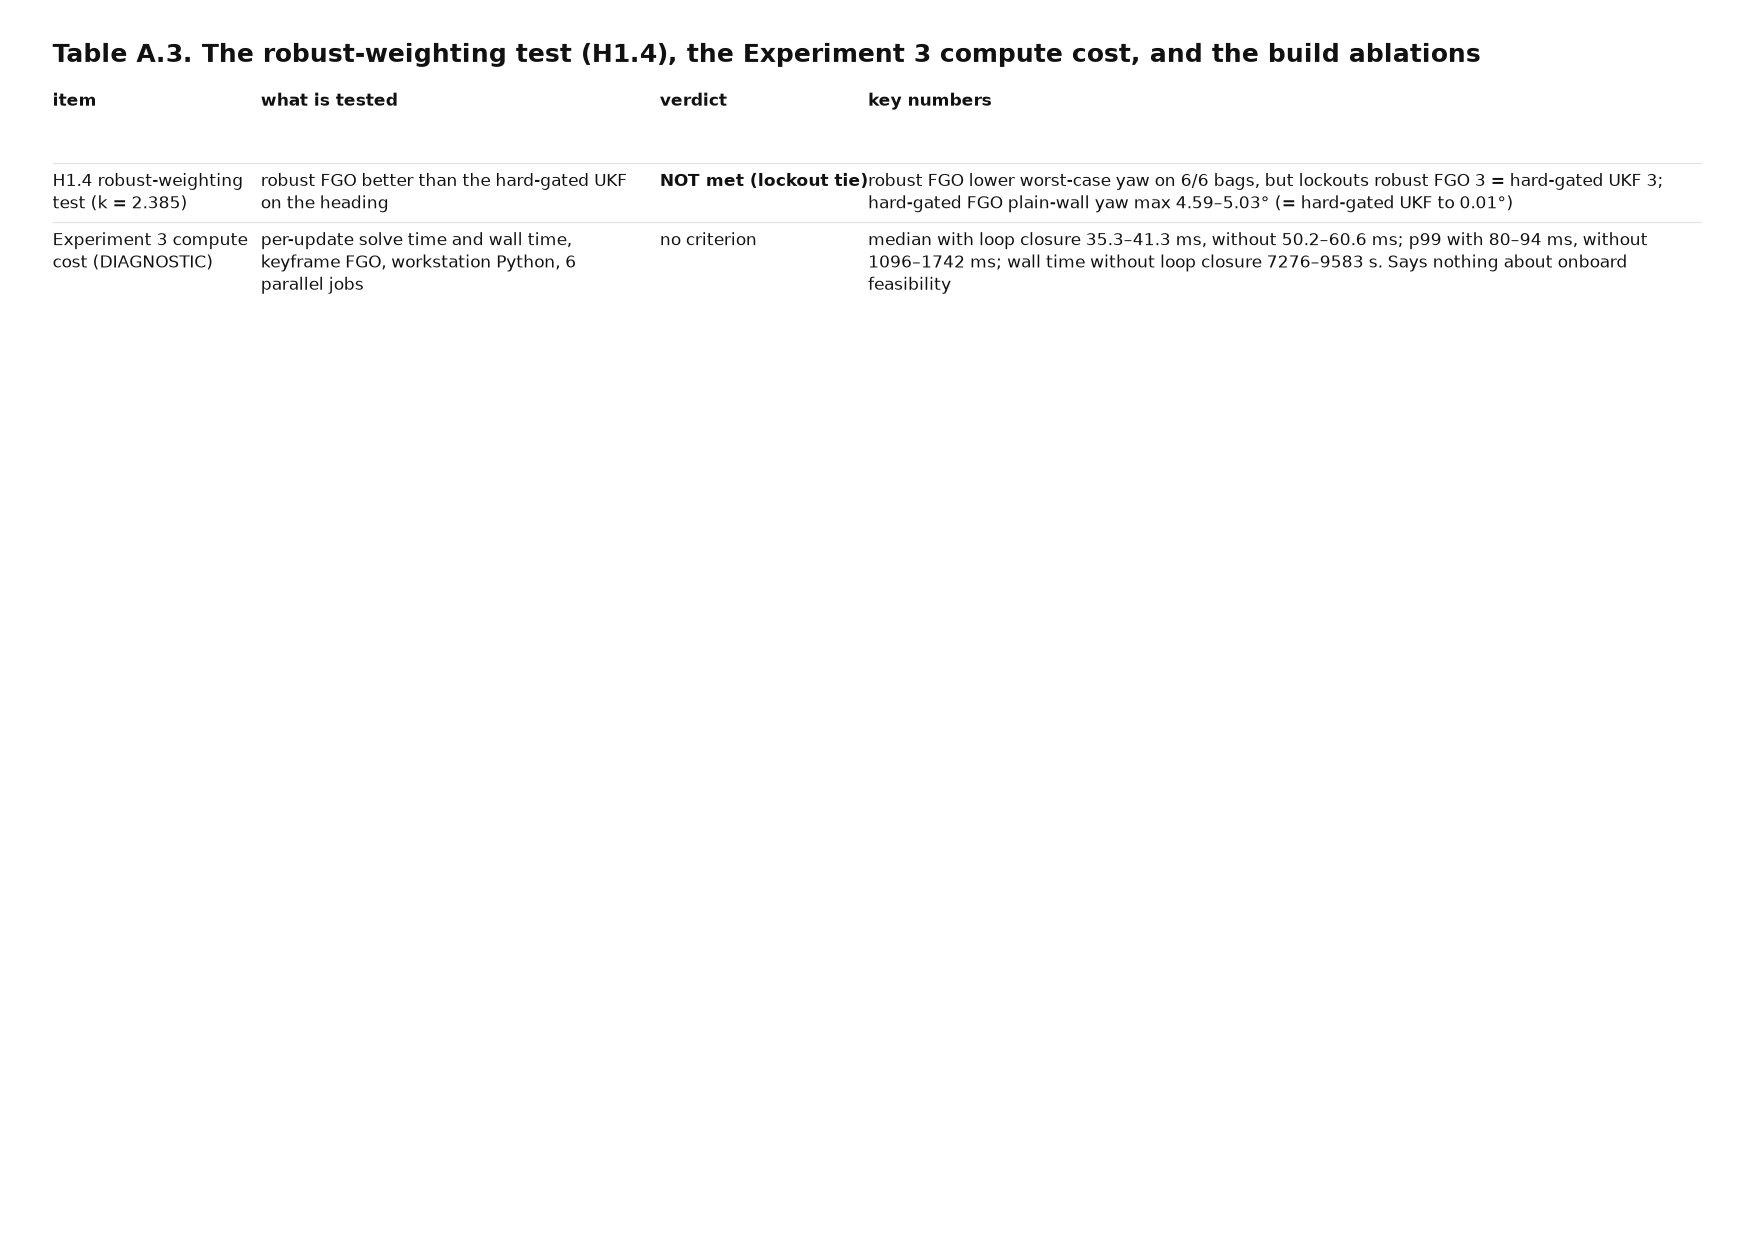 Table A.3. The robust-weighting test (H1.4), the Experiment 3 compute cost, and the build ablations
item what is tested verdict key numbers
H1.4 robust-weighting test (k = 2.385)
robust FGO better than the hard-gated UKF on the heading
NOT met (lockout tie)
robust FGO lower worst-case yaw on 6/6 bags, but lockouts robust FGO 3 = hard-gated UKF 3;
hard-gated FGO plain-wall yaw max 4.59–5.03° (= hard-gated UKF to 0.01°)
Experiment 3 compute cost (DIAGNOSTIC)
per-update solve time and wall time,
keyframe FGO, workstation Python, 6
parallel jobs
no criterion
median with loop closure 35.3–41.3 ms, without 50.2–60.6 ms; p99 with 80–94 ms, without
1096–1742 ms; wall time without loop closure 7276–9583 s. Says nothing about onboard
feasibility